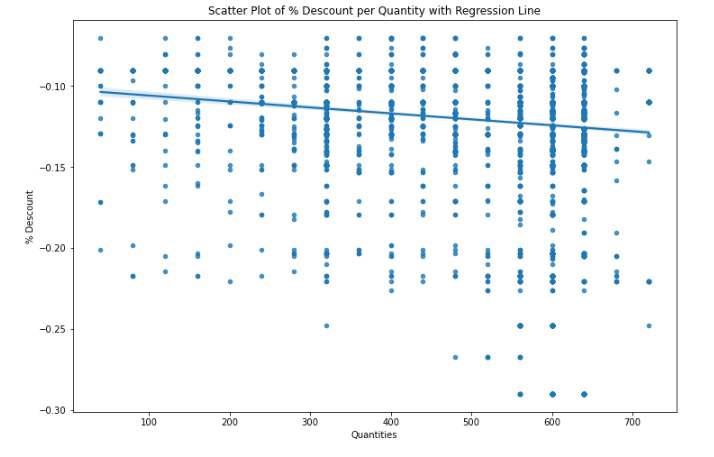 Scatter Plot of % Descount per Quantity with Regression Line
−0.10
−0.15
−0.20
−0.25
−0.30
% Descount
100 200 300 400 500 600 700
Quantities